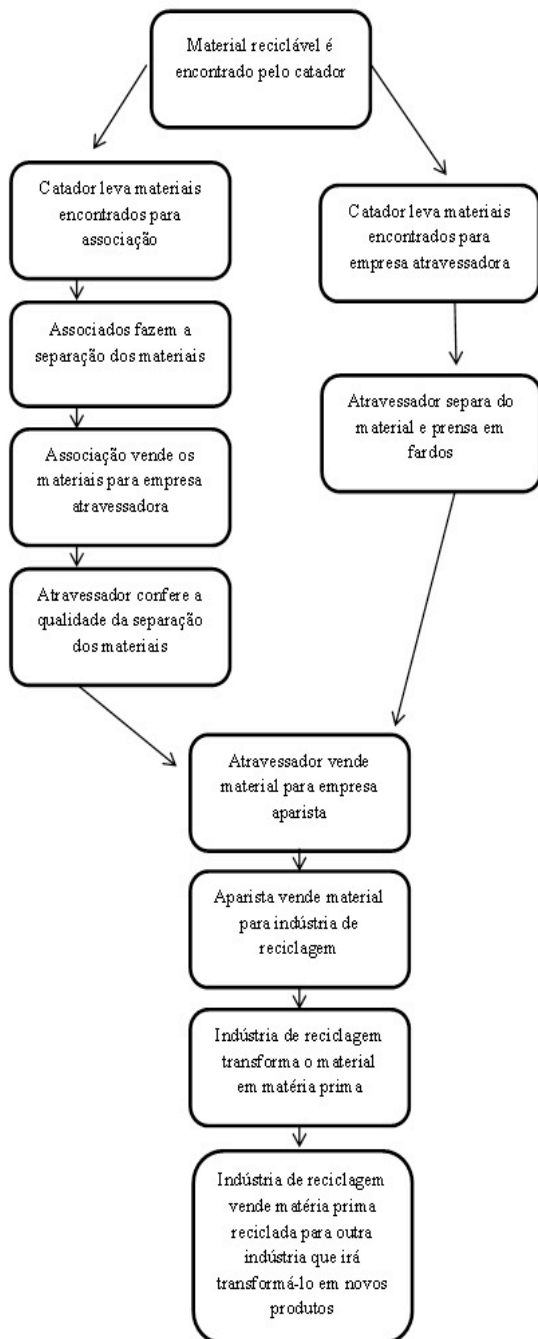 Material reciclável é
encontrado pelo catador
Catador leva materiais
encontrados para
associação
Associados fazem a
separação dos materiais
Associação vende os
materiais para empresa
atravessadora
Atravessador confere a
qualidade da separação
dos materiais
Catador leva materiais
encontrados para
empresa atravessadora
Atravessador separa do
material e prensa em
fardos
Atravessador vende
material para empresa
aparista
Aparista vende material
para indústria de
reciclagem
Indústria de reciclagem
transforma o material
em matéria prima
Indústria de reciclagem
vende matéria prima
reciclada para outra
indústria que irá
transformá-lo em novos
produtos